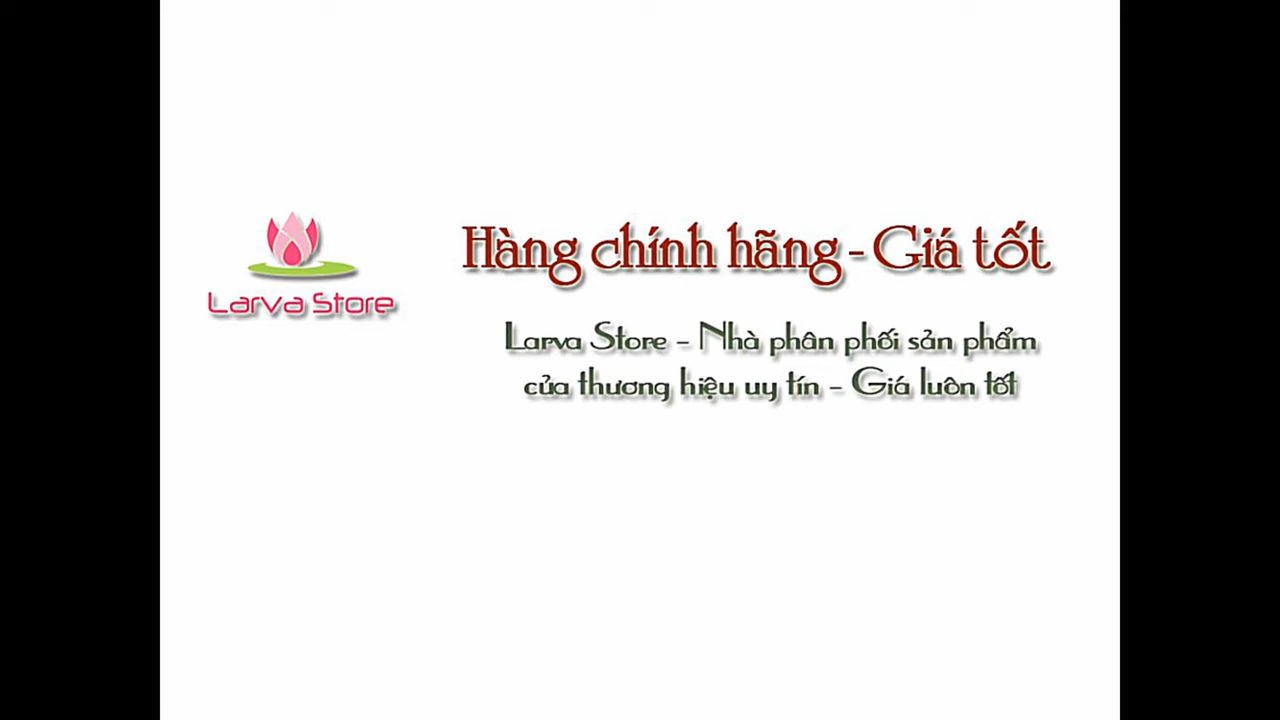 Larva Store
Hàng chính hãng - Giá tốt
Larva Store - Nhà phân phối sản phẩm
của thương hiệu uy tín - Giá luôn tốt